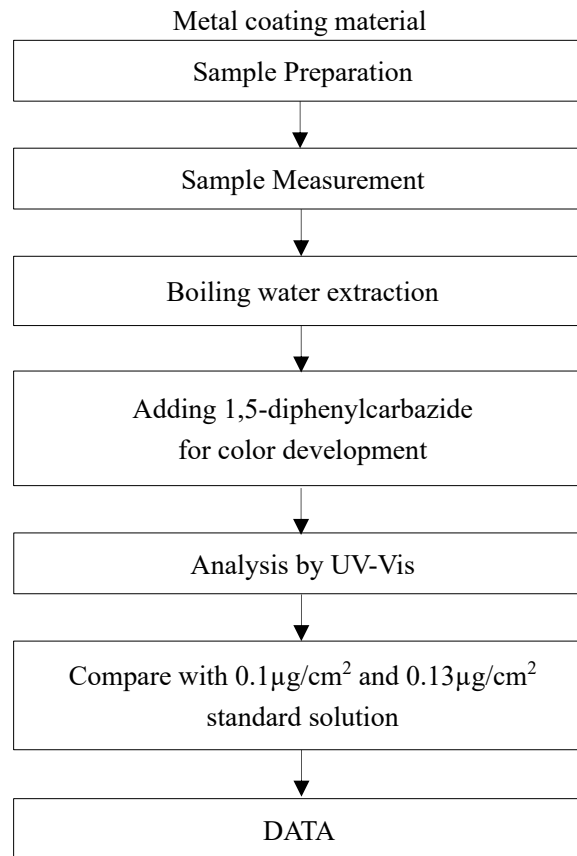 Metal coating material
Sample Preparation
Sample Measurement
Boiling water extraction
Adding 1,5-diphenylcarbazide
for color development
Analysis by UV-Vis
Compare with 0.1µg/cm² and 0.13µg/cm²
standard solution
DATA